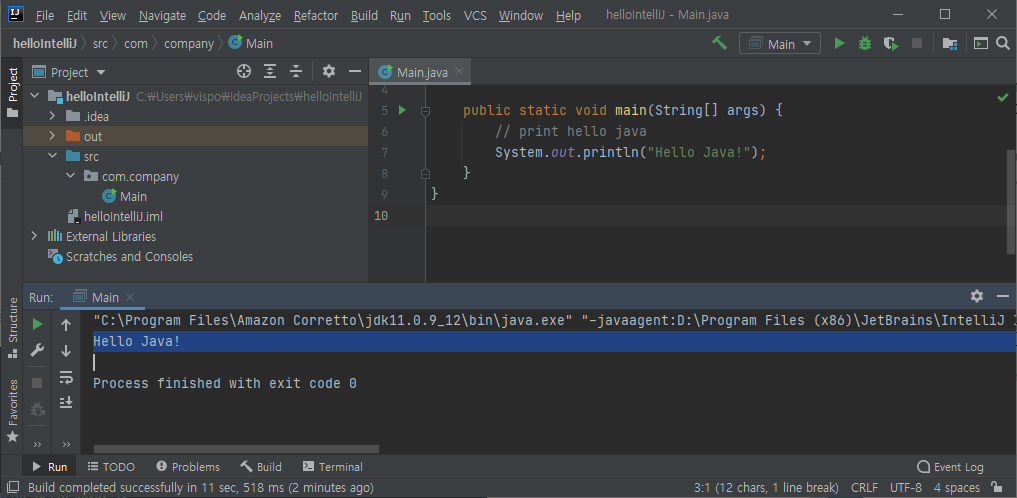 IJ File Edit View Navigate Code Analyze Refactor Build Run Tools VCS Window Help helloIntelliJ - Main.java
helloIntelliJ src com company Main
Main
Project
Project
Main.java
helloIntelliJ C:₩Users₩vispo₩IdeaProjects₩helloIntelliJ
.idea
out
src
com.company
Main
helloIntelliJ.iml
External Libraries
Scratches and Consoles
4
5 public static void main(String[] args) {
6 // print hello java
7 System.out.println("Hello Java!");
8 }
9 }
10
Run: Main
"C:\Program Files\Amazon Corretto\jdk11.0.9_12\bin\java.exe" "-javaagent:D:\Program Files (x86)\JetBrains\IntelliJ
Hello Java!
Process finished with exit code 0
Structure
Favorites
Run TODO Problems Build Terminal Event Log
Build completed successfully in 11 sec, 518 ms (2 minutes ago) 3:1 (12 chars, 1 line break) CRLF UTF-8 4 spaces